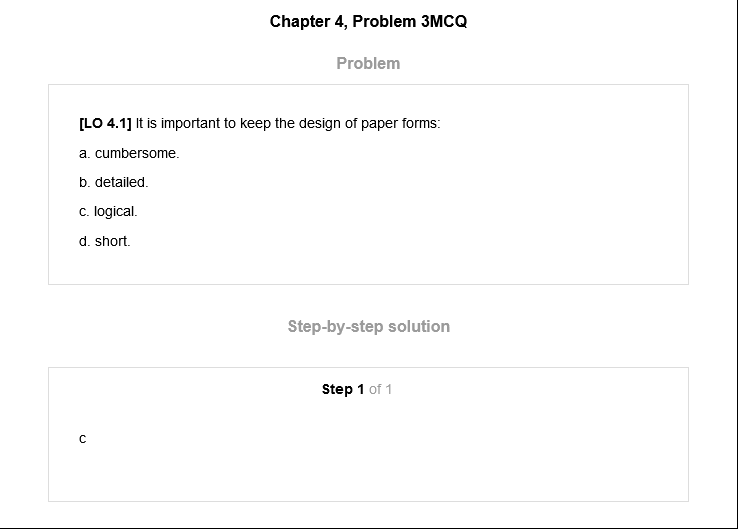 Chapter 4, Problem 3MCQ
Problem
[LO 4.1] It is important to keep the design of paper forms:
a. cumbersome.
b. detailed.
c. logical.
d. short.
Step-by-step solution
Step 1 of 1
c